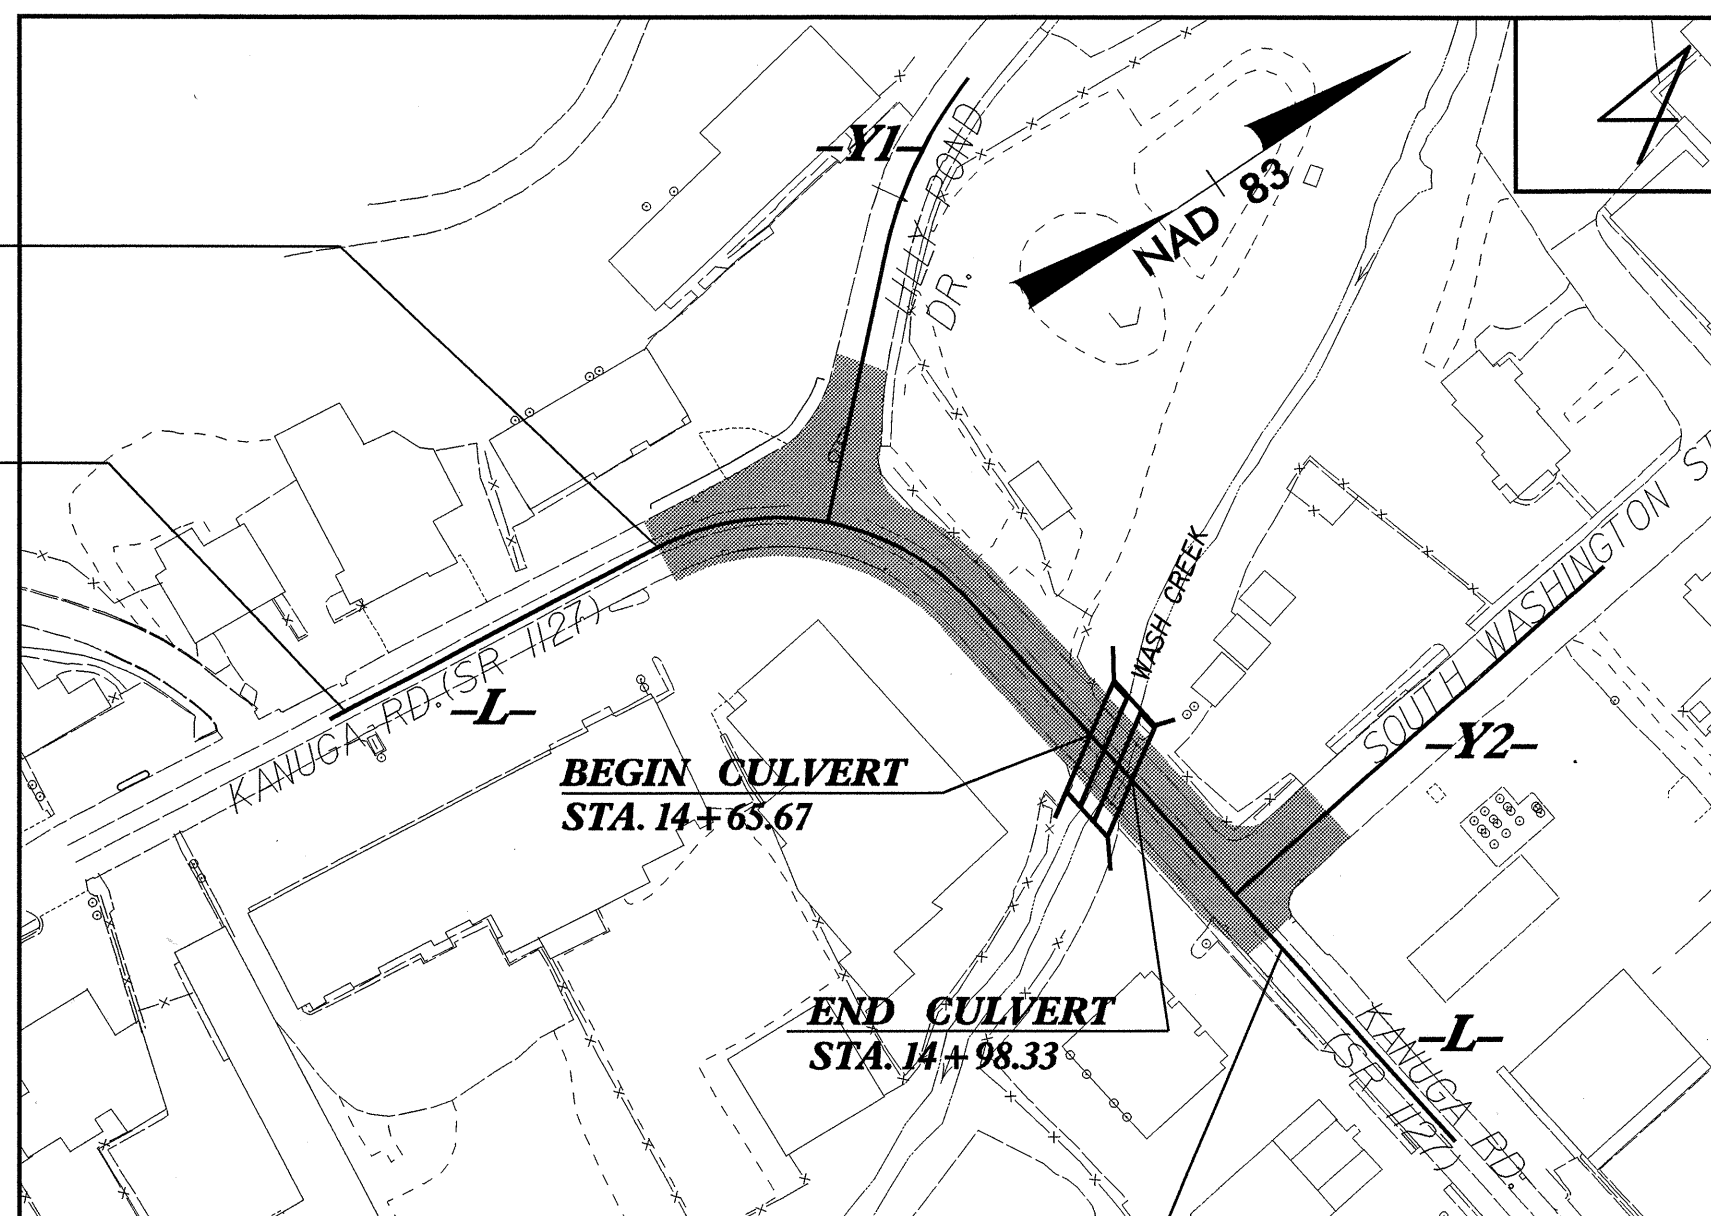 -Y1-
HILLY POND
DR.
NAD 83
WASH CREEK
SOUTH WASHINGTON ST
-Y2-
KANUGA RD. (SR 1127)
-L-
BEGIN CULVERT
STA. 14+65.67
END CULVERT
STA. 14+98.33
-L-
KANUGA RD.
(SR 1127)